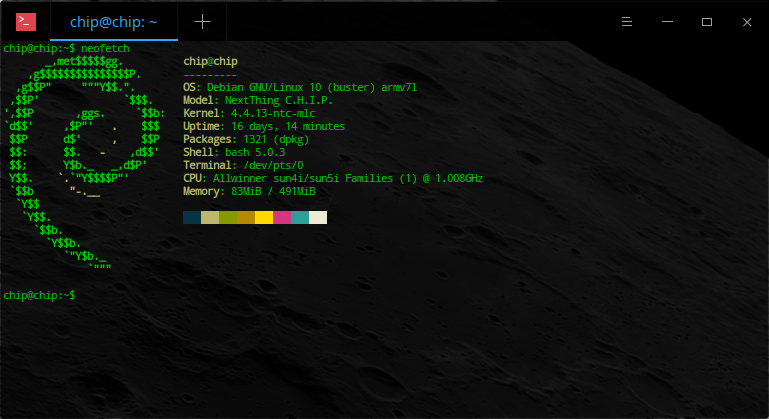 chip@chip: ~
chip@chip:~$ neofetch
       _,met$$$$$gg.          chip@chip
    ,g$$$$$$$$$$$$$$$P.       ---------
  ,g$$P"     """Y$$.".        OS: Debian GNU/Linux 10 (buster) armv7l
 ,$$P'              `$$$.     Model: NextThing C.H.I.P.
',$$P       ,ggs.     `$$b:   Kernel: 4.4.13-ntc-mlc
`d$$'     ,$P"'   .    $$$    Uptime: 16 days, 14 minutes
 $$P      d$'     ,    $$P    Packages: 1321 (dpkg)
 $$:      $$.   -    ,d$$'    Shell: bash 5.0.3
 $$;      Y$b._   _,d$P'      Terminal: /dev/pts/0
 Y$$.    `.`"Y$$$$P"'         CPU: Allwinner sun4i/sun5i Families (1) @ 1.008GHz
 `$$b      "-.__              Memory: 83MiB / 491MiB
  `Y$$
   `Y$$.
     `$$b.
       `Y$$b.
          `"Y$b._
              `"""
chip@chip:~$